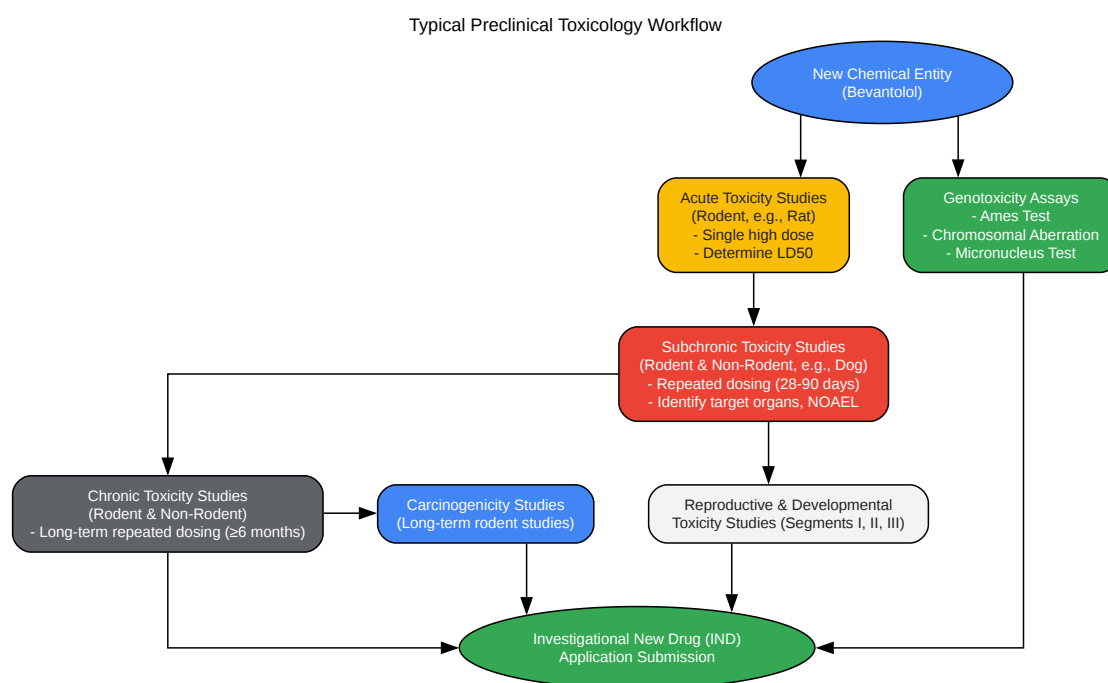 Typical Preclinical Toxicology Workflow
New Chemical Entity
(Bevantolol)
Acute Toxicity Studies
(Rodent, e.g., Rat)
- Single high dose
- Determine LD50
Genotoxicity Assays
- Ames Test
- Chromosomal Aberration
- Micronucleus Test
Subchronic Toxicity Studies
(Rodent & Non-Rodent, e.g., Dog)
- Repeated dosing (28-90 days)
- Identify target organs, NOAEL
Chronic Toxicity Studies
(Rodent & Non-Rodent)
- Long-term repeated dosing (≥6 months)
Carcinogenicity Studies
(Long-term rodent studies)
Reproductive & Developmental
Toxicity Studies (Segments I, II, III)
Investigational New Drug (IND)
Application Submission